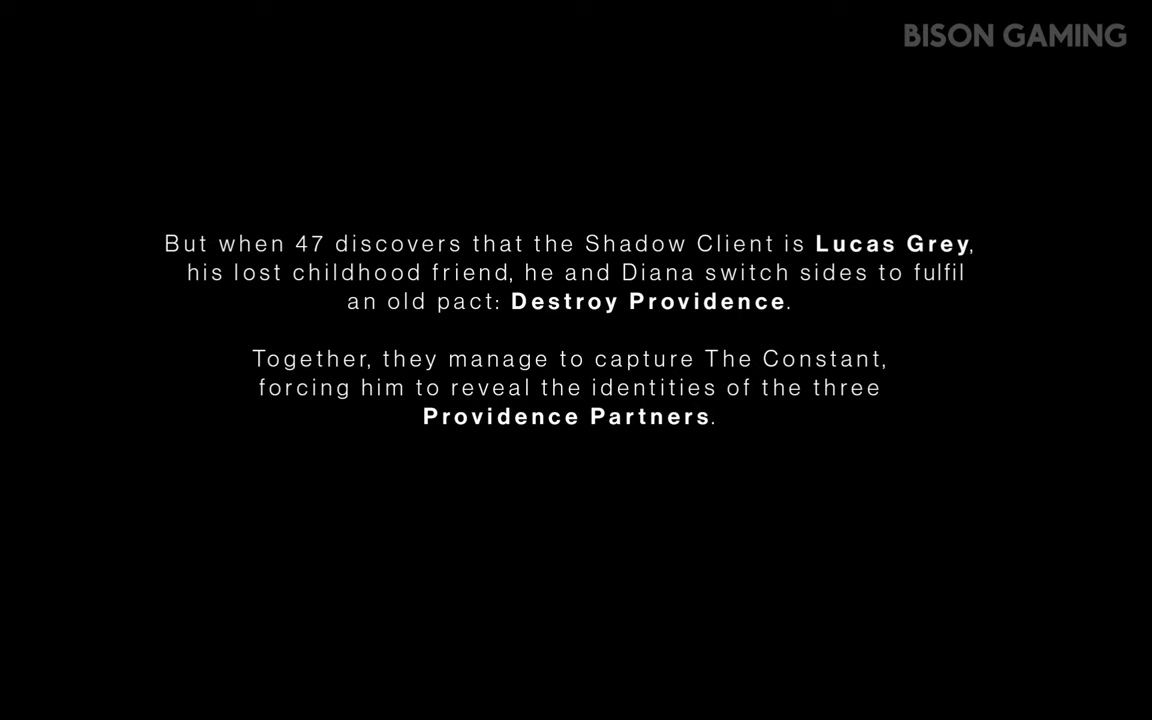 BISON GAMING
But when 47 discovers that the Shadow Client is Lucas Grey,
his lost childhood friend, he and Diana switch sides to fulfil
an old pact: Destroy Providence.
Together, they manage to capture The Constant,
forcing him to reveal the identities of the three
Providence Partners.